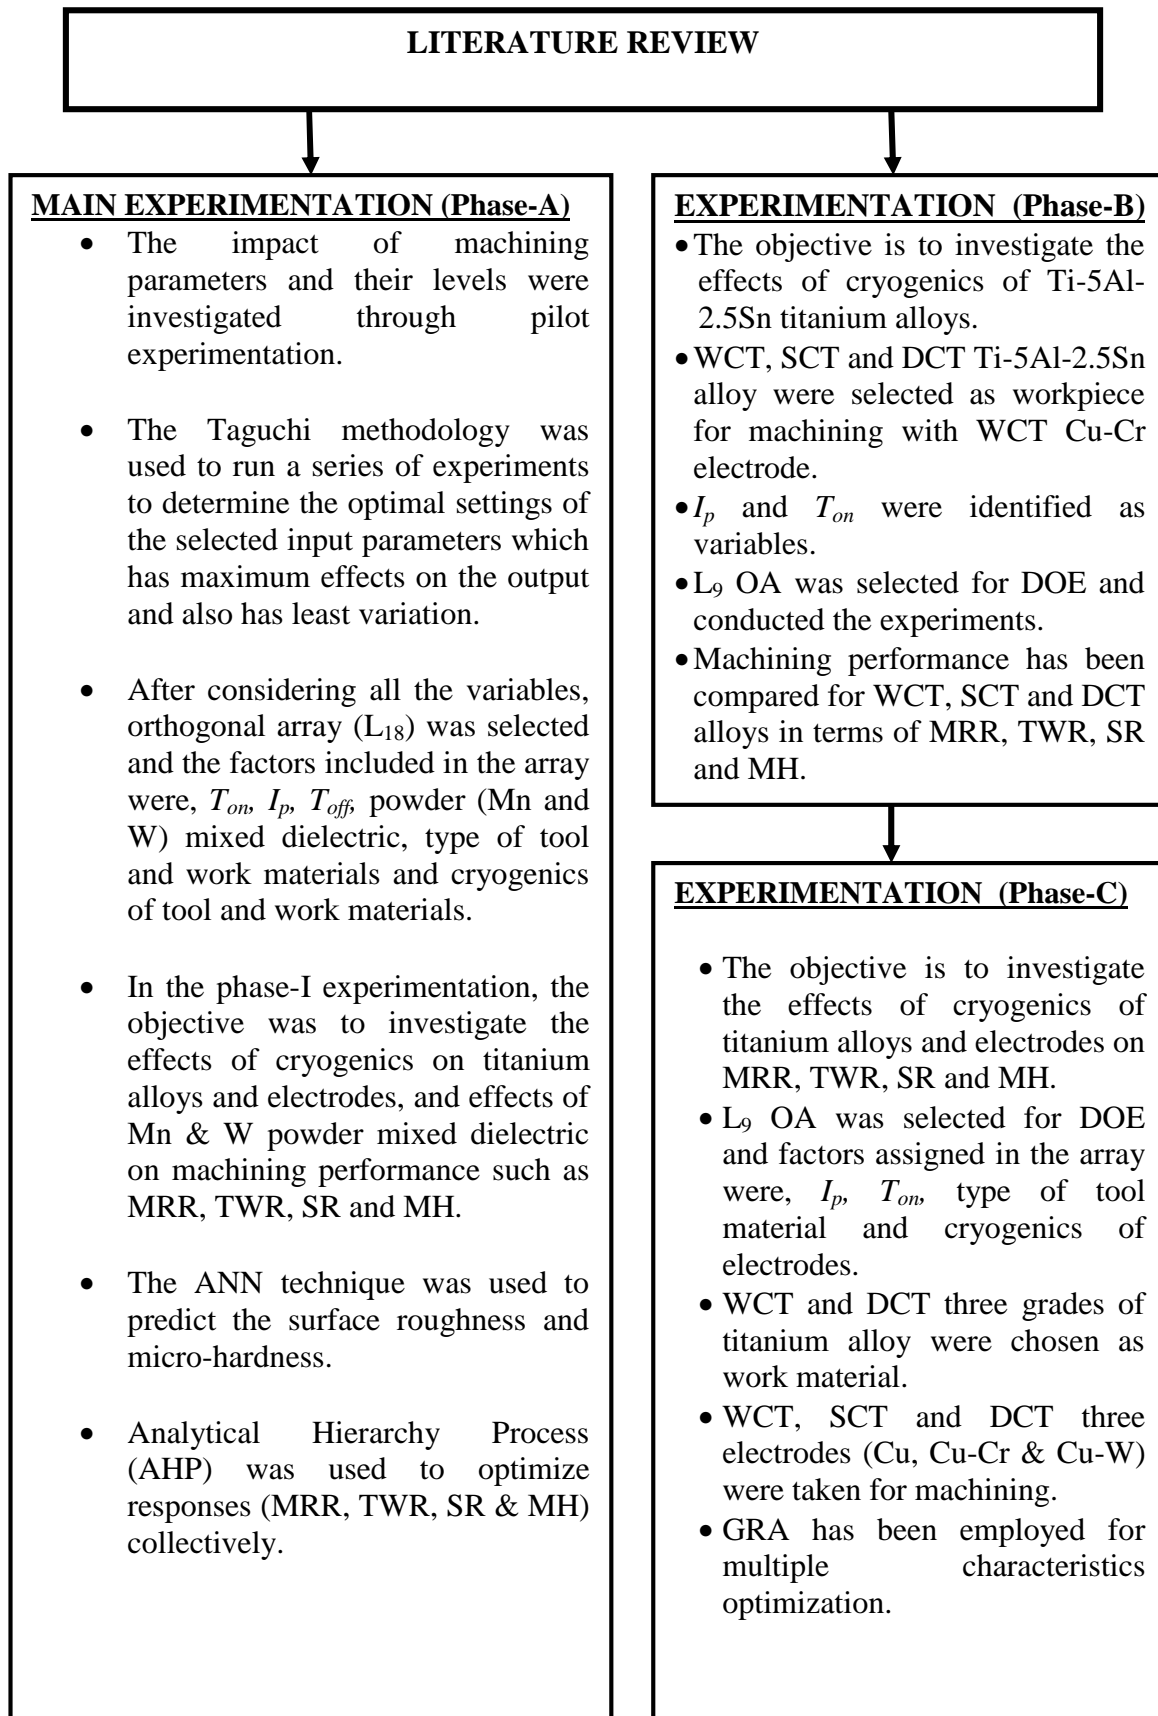 LITERATURE REVIEW
MAIN EXPERIMENTATION (Phase-A)
• The impact of machining
parameters and their levels were
investigated through pilot
experimentation.
• The Taguchi methodology was
used to run a series of experiments
to determine the optimal settings of
the selected input parameters which
has maximum effects on the output
and also has least variation.
• After considering all the variables,
orthogonal array (L18) was selected
and the factors included in the array
were, Ton, Ip, Toff, powder (Mn and
W) mixed dielectric, type of tool
and work materials and cryogenics
of tool and work materials.
• In the phase-I experimentation, the
objective was to investigate the
effects of cryogenics on titanium
alloys and electrodes, and effects of
Mn & W powder mixed dielectric
on machining performance such as
MRR, TWR, SR and MH.
• The ANN technique was used to
predict the surface roughness and
micro-hardness.
• Analytical Hierarchy Process
(AHP) was used to optimize
responses (MRR, TWR, SR & MH)
collectively.
EXPERIMENTATION (Phase-B)
• The objective is to investigate the
effects of cryogenics of Ti-5Al-
2.5Sn titanium alloys.
• WCT, SCT and DCT Ti-5Al-2.5Sn
alloy were selected as workpiece
for machining with WCT Cu-Cr
electrode.
• Ip and Ton were identified as
variables.
• L9 OA was selected for DOE and
conducted the experiments.
• Machining performance has been
compared for WCT, SCT and DCT
alloys in terms of MRR, TWR, SR
and MH.
EXPERIMENTATION (Phase-C)
• The objective is to investigate
the effects of cryogenics of
titanium alloys and electrodes on
MRR, TWR, SR and MH.
• L9 OA was selected for DOE
and factors assigned in the array
were, Ip, Ton, type of tool
material and cryogenics of
electrodes.
• WCT and DCT three grades of
titanium alloy were chosen as
work material.
• WCT, SCT and DCT three
electrodes (Cu, Cu-Cr & Cu-W)
were taken for machining.
• GRA has been employed for
multiple characteristics
optimization.